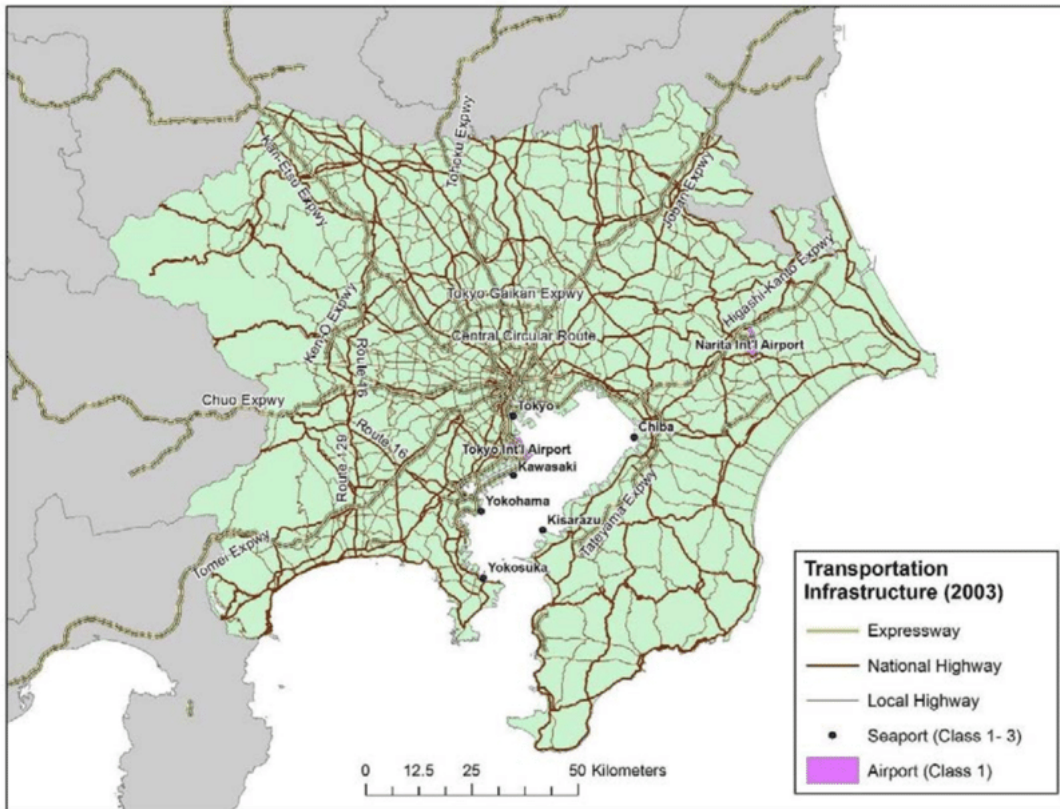 Kan-Etsu Expwy
Tohoku Expwy
Joban Expwy
Higashi-Kanto Expwy
Tokyo Gaikan Expwy
Central Circular Route
Narita Int'l Airport
Ken-O Expwy
Route 16
Chuo Expwy
Tokyo
Route 16
Chiba
Tokyo Int'l Airport
Kawasaki
Route 129
Yokohama
Kisarazu
Tateyama Expwy
Tomei Expwy
Yokosuka
Transportation
Infrastructure (2003)
Expressway
National Highway
Local Highway
Seaport (Class 1- 3)
Airport (Class 1)
0 12.5 25 50 Kilometers